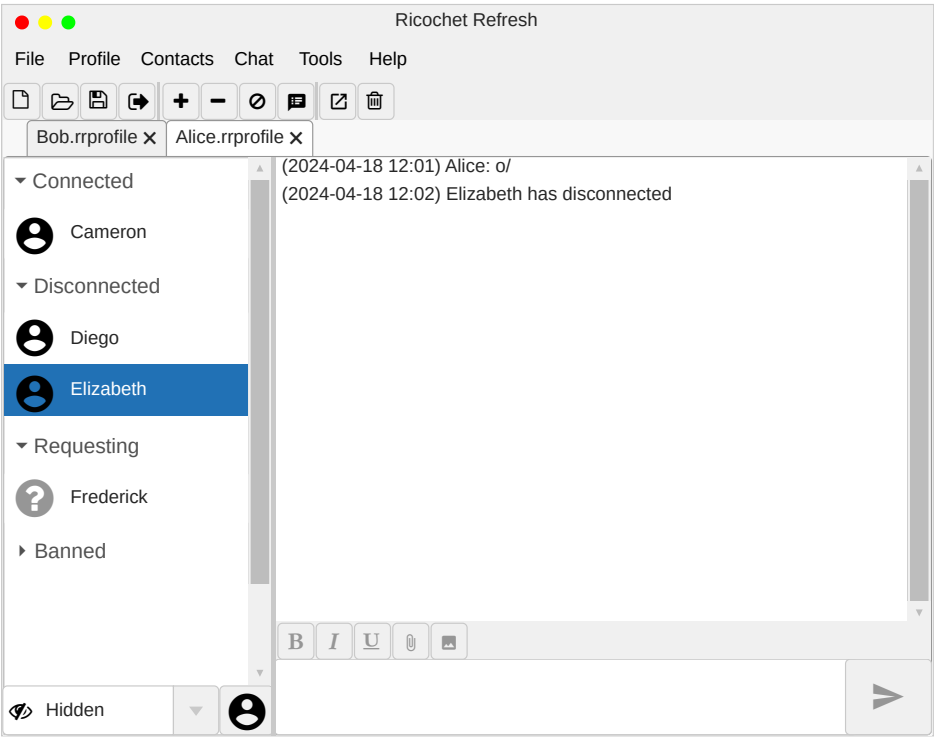 Ricochet Refresh
File Profile Contacts Chat Tools Help
Bob.rrprofile Alice.rrprofile
Connected
Cameron
Disconnected
Diego
Elizabeth
Requesting
Frederick
Banned
Hidden
(2024-04-18 12:01) Alice: o/
(2024-04-18 12:02) Elizabeth has disconnected
B I U